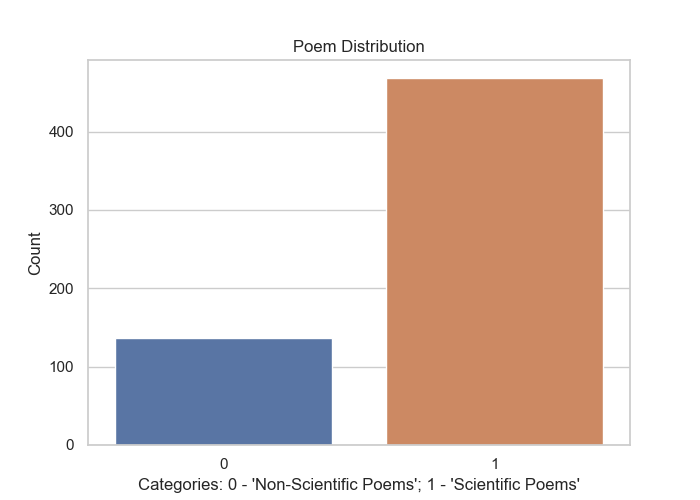 Poem Distribution
Count
400
300
200
100
0
0 1
Categories: 0 - 'Non-Scientific Poems'; 1 - 'Scientific Poems'